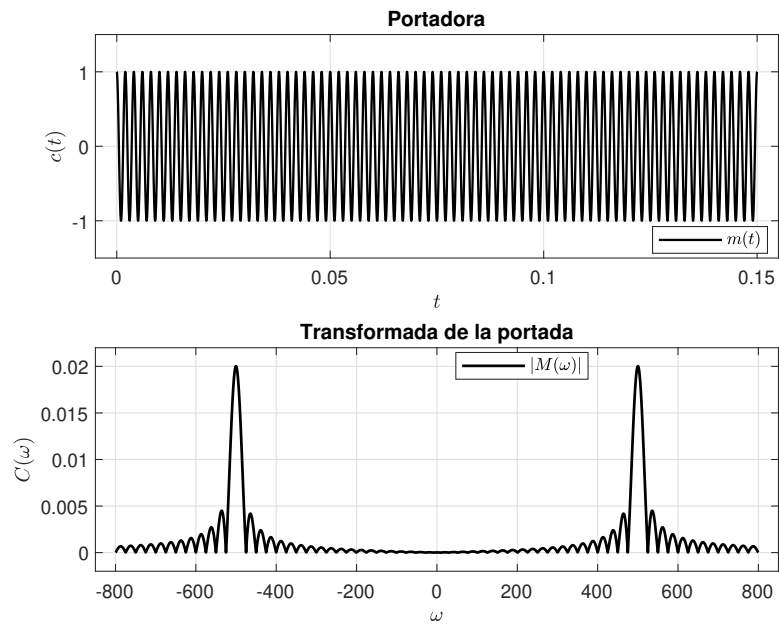 Portadora
1
0
-1
c(t)
m(t)
0 0.05 0.1 0.15
t
Transformada de la portada
|M(ω)|
0.02
0.015
0.01
0.005
0
C(ω)
-800 -600 -400 -200 0 200 400 600 800
ω